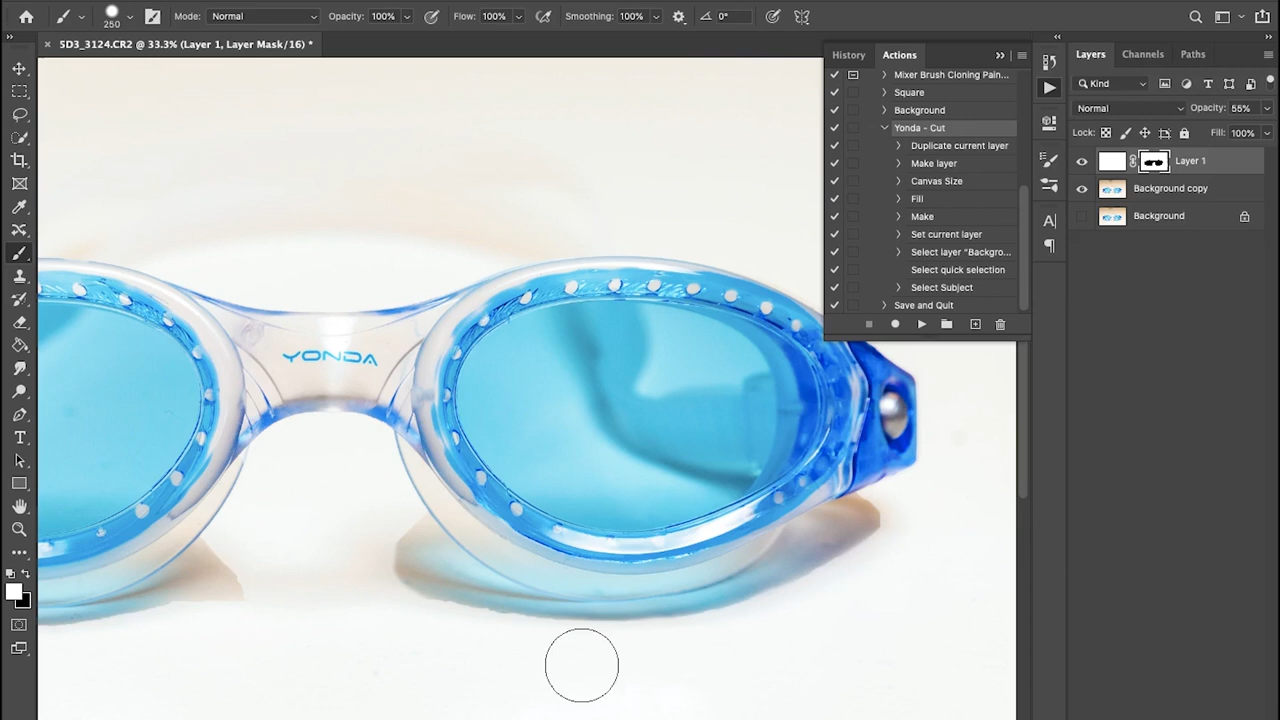 250
Mode: Normal
Opacity: 100%
Flow: 100%
Smoothing: 100%
0°
5D3_3124.CR2 @ 33.3% (Layer 1, Layer Mask/16) *
History
Actions
Mixer Brush Cloning Pain...
Square
Background
Yonda - Cut
Duplicate current layer
Make layer
Canvas Size
Fill
Make
Set current layer
Select layer "Backgro...
Select quick selection
Select Subject
Save and Quit
Layers
Channels
Paths
Kind
Normal
Opacity: 55%
Lock:
Fill: 100%
Layer 1
Background copy
Background
YONDA